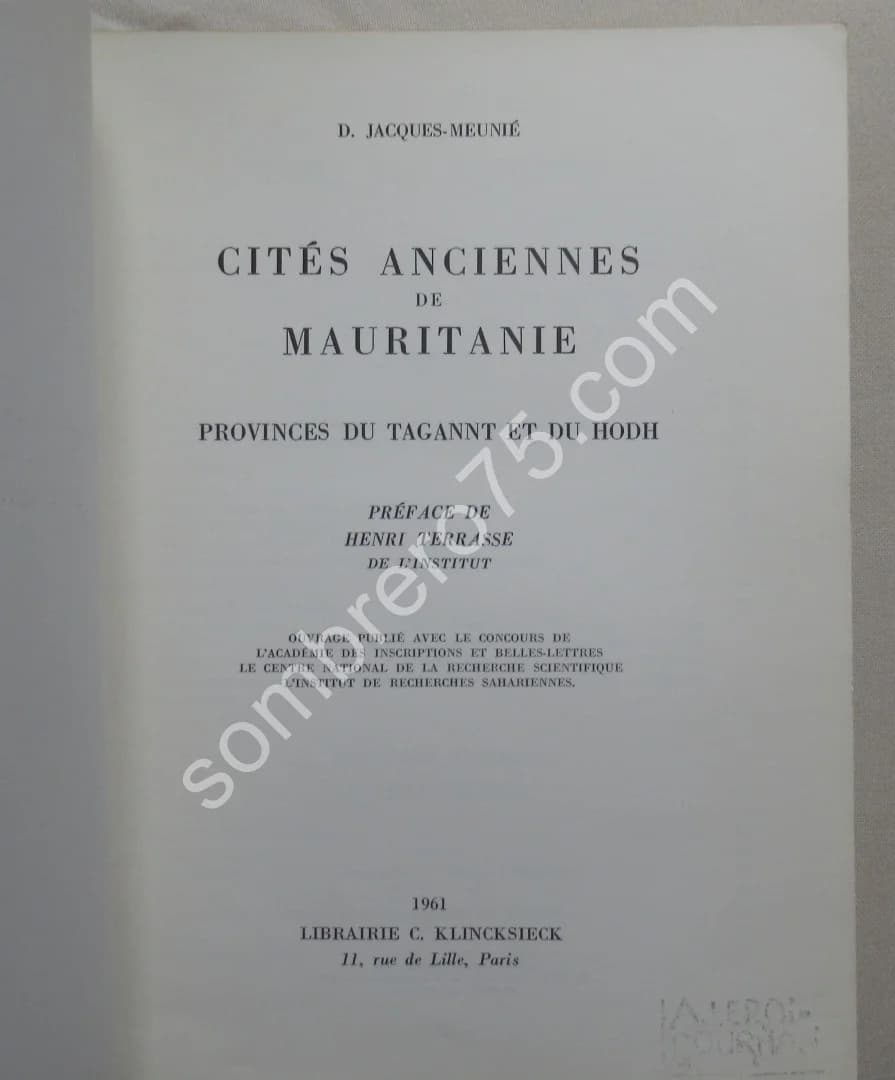 D. JACQUES-MEUNIÉ
CITÉS ANCIENNES
DE
MAURITANIE
PROVINCES DU TAGANNT ET DU HODH
PRÉFACE DE
HENRI TERRASSE
DE L'INSTITUT
OUVRAGE PUBLIÉ AVEC LE CONCOURS DE
L'ACADÉMIE DES INSCRIPTIONS ET BELLES-LETTRES
LE CENTRE NATIONAL DE LA RECHERCHE SCIENTIFIQUE
L'INSTITUT DE RECHERCHES SAHARIENNES.
sombrero75.com
1961
LIBRAIRIE C. KLINCKSIECK
11, rue de Lille, Paris
A. LEROI-
GOURHAN